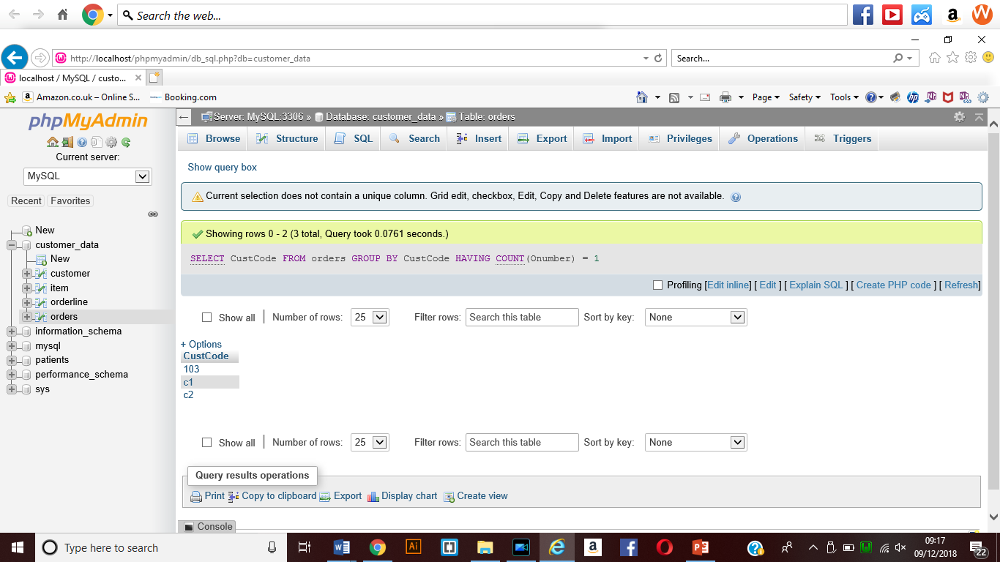 Search the web...
http://localhost/phpmyadmin/db_sql.php?db=customer_data
Search...
localhost / MySQL / custo...
Amazon.co.uk – Online S...
Booking.com
Page
Safety
Tools
phpMyAdmin
Current server:
MySQL
Recent
Favorites
New
customer_data
New
customer
item
orderline
orders
information_schema
mysql
patients
performance_schema
sys
Server: MySQL:3306 » Database: customer_data » Table: orders
Browse
Structure
SQL
Search
Insert
Export
Import
Privileges
Operations
Triggers
Show query box
Current selection does not contain a unique column. Grid edit, checkbox, Edit, Copy and Delete features are not available.
Showing rows 0 - 2 (3 total, Query took 0.0761 seconds.)
SELECT CustCode FROM orders GROUP BY CustCode HAVING COUNT(Onumber) = 1
Profiling [Edit inline] [ Edit ] [ Explain SQL ] [ Create PHP code ] [ Refresh]
Show all | Number of rows: 25 Filter rows: Search this table Sort by key: None
+ Options
CustCode
103
c1
c2
Show all | Number of rows: 25 Filter rows: Search this table Sort by key: None
Query results operations
Print
Copy to clipboard
Export
Display chart
Create view
Console
Type here to search
09:17
09/12/2018
22